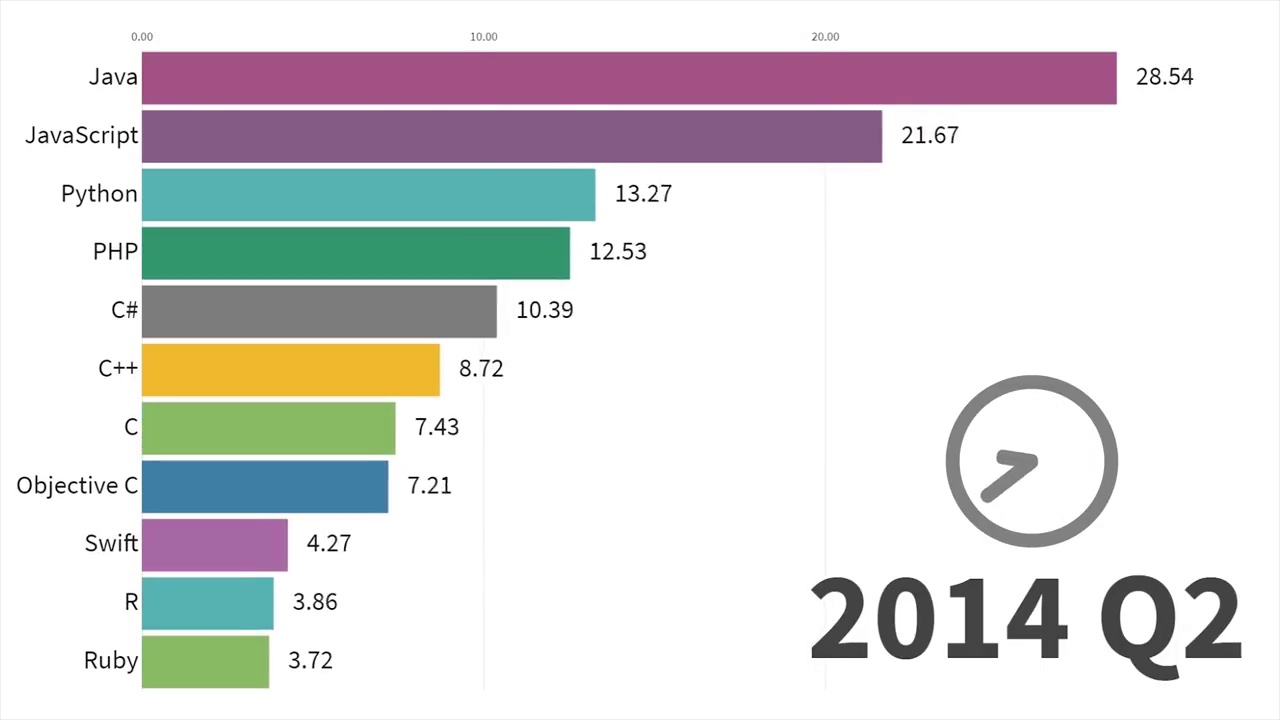 0.00 10.00 20.00
Java 28.54
JavaScript 21.67
Python 13.27
PHP 12.53
C# 10.39
C++ 8.72
C 7.43
Objective C 7.21
Swift 4.27
R 3.86
Ruby 3.72
2014 Q2